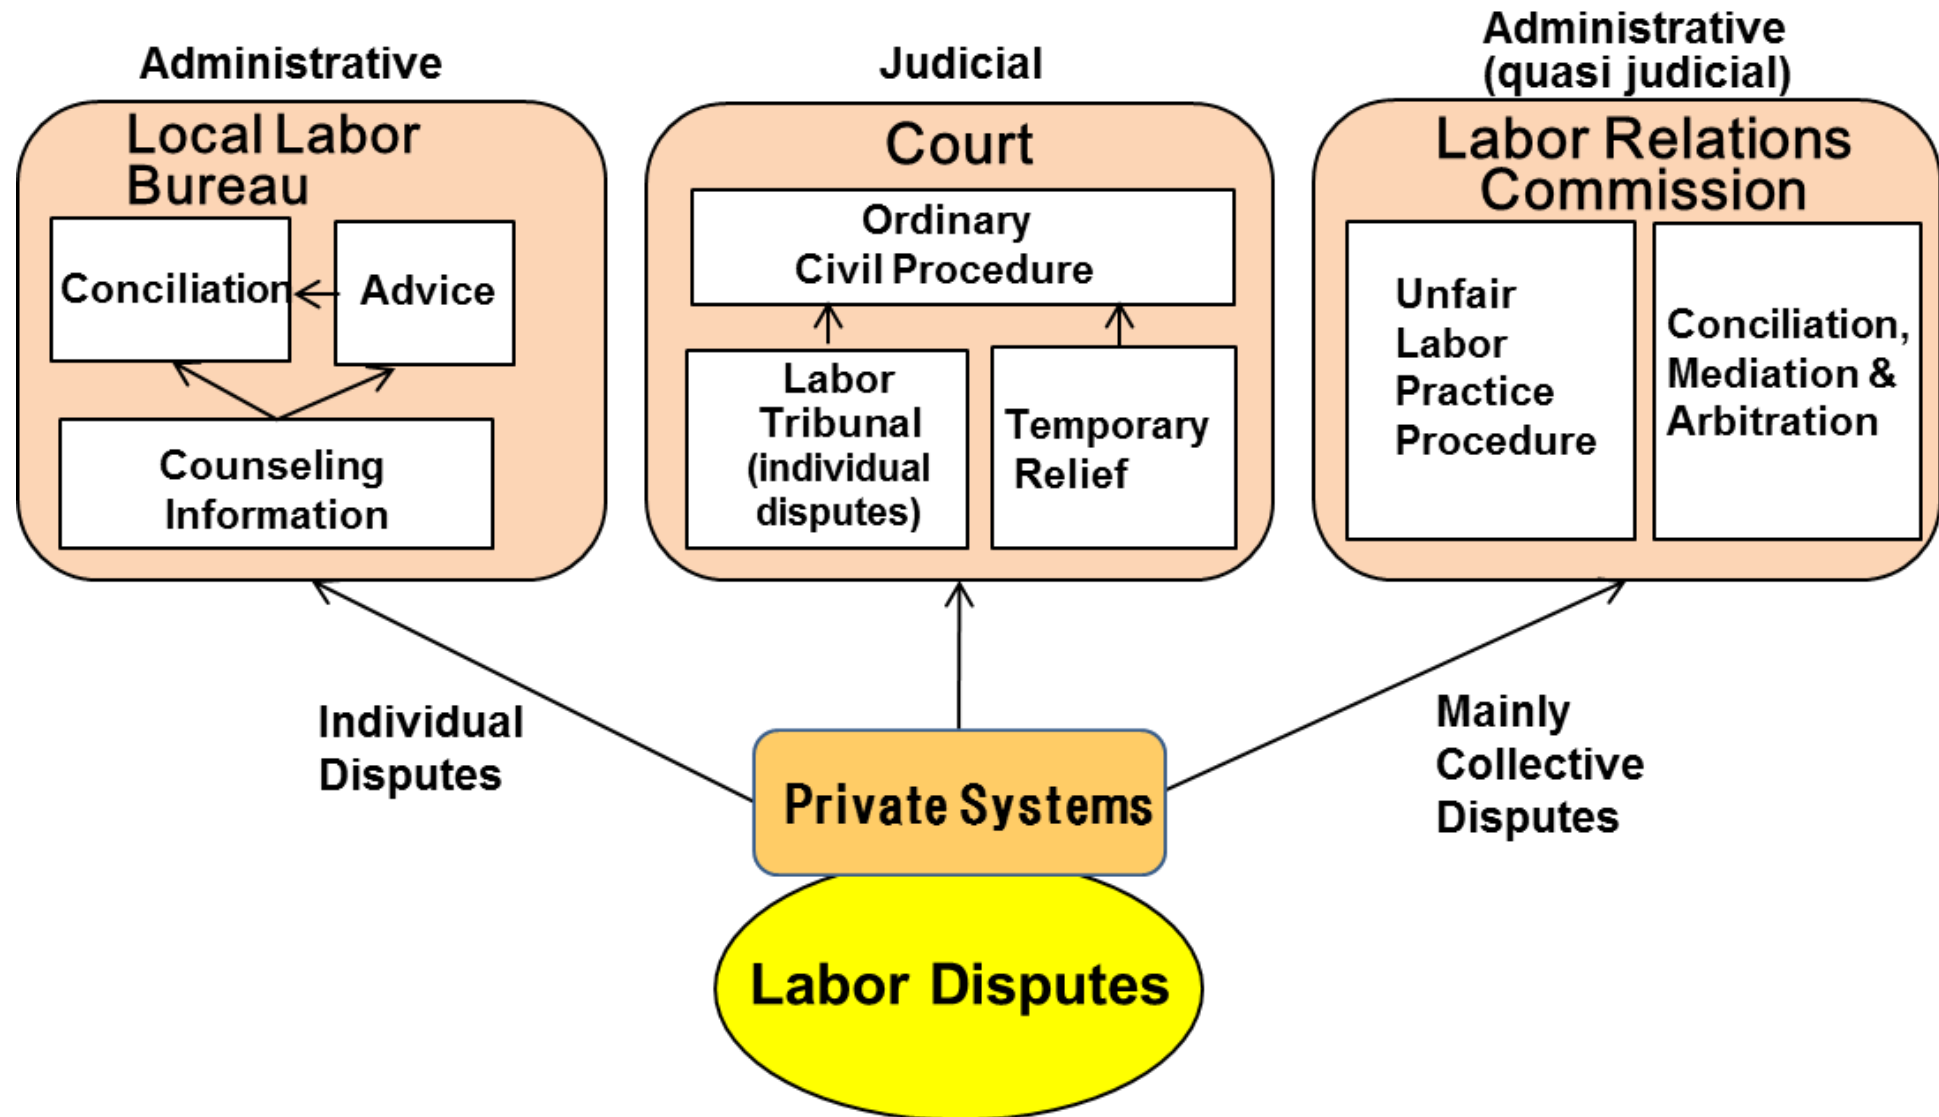 Administrative
Local Labor
Bureau
Conciliation
Advice
Counseling
Information
Judicial
Court
Ordinary
Civil Procedure
Labor
Tribunal
(individual
disputes)
Temporary
Relief
Administrative
(quasi judicial)
Labor Relations
Commission
Unfair
Labor
Practice
Procedure
Conciliation,
Mediation &
Arbitration
Individual
Disputes
Mainly
Collective
Disputes
Private Systems
Labor Disputes